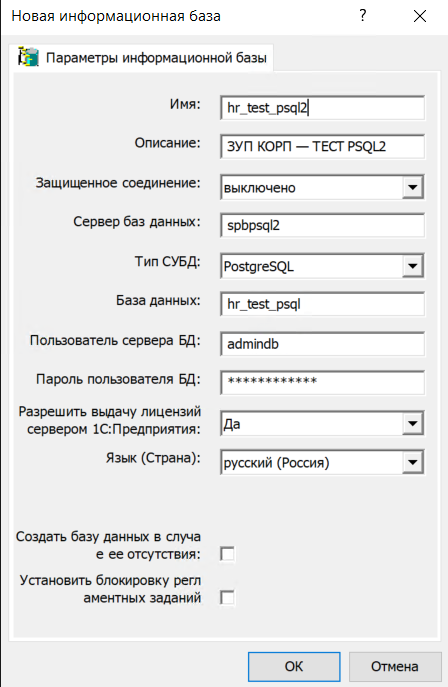 Новая информационная база
Параметры информационной базы
Имя: hr_test_psql2
Описание: ЗУП КОРП — ТЕСТ PSQL2
Защищенное соединение: выключено
Сервер баз данных: spbpsql2
Тип СУБД: PostgreSQL
База данных: hr_test_psql
Пользователь сервера БД: admindb
Пароль пользователя БД: ************
Разрешить выдачу лицензий
сервером 1С:Предприятия: Да
Язык (Страна): русский (Россия)
Создать базу данных в случа
е ее отсутствия:
Установить блокировку регл
аментных заданий
ОК Отмена